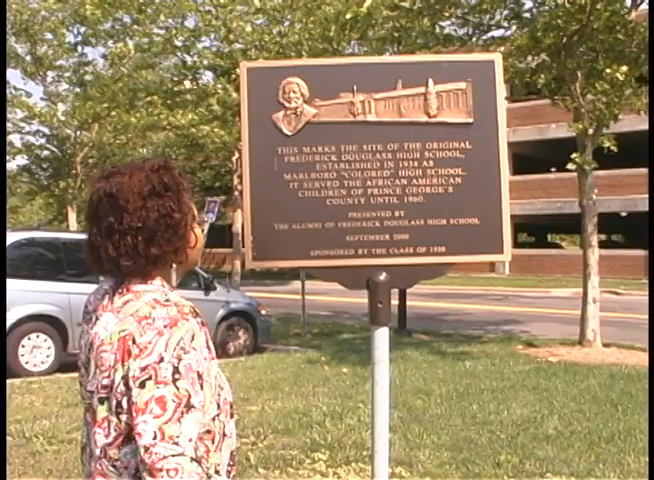 THIS MARKS THE SITE OF THE ORIGINAL
FREDERICK DOUGLASS HIGH SCHOOL,
ESTABLISHED IN 1934 AS
MARLBORO "COLORED" HIGH SCHOOL.
IT SERVED THE AFRICAN AMERICAN
CHILDREN OF PRINCE GEORGE'S
COUNTY UNTIL 1960.
PRESENTED BY
THE ALUMNI OF FREDERICK DOUGLASS HIGH SCHOOL
SEPTEMBER 2000
SPONSORED BY THE CLASS OF 1950